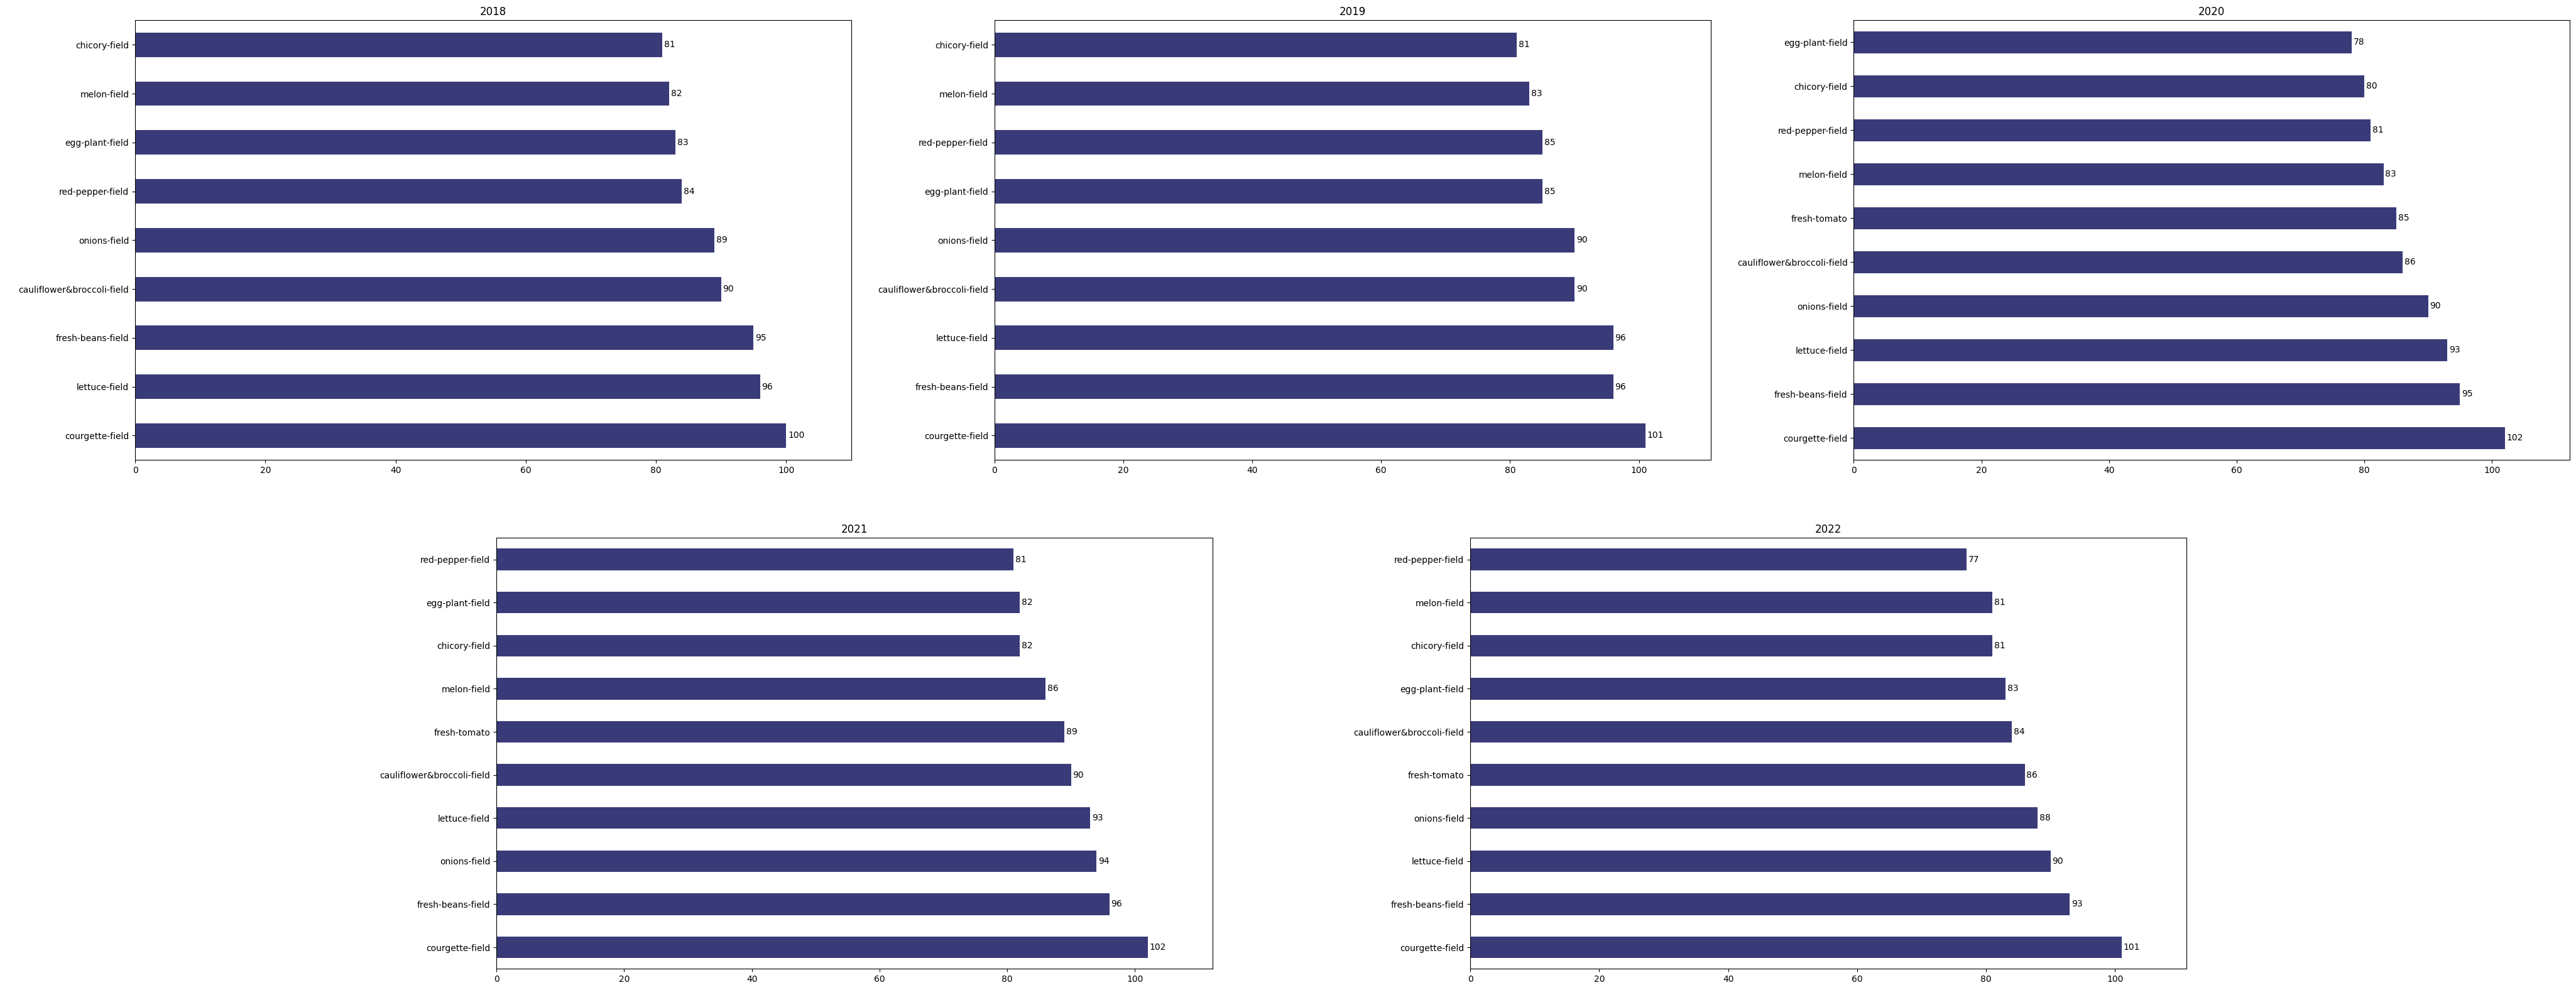 2018
chicory-field 81
melon-field 82
egg-plant-field 83
red-pepper-field 84
onions-field 89
cauliflower&broccoli-field 90
fresh-beans-field 95
lettuce-field 96
courgette-field 100
0 20 40 60 80 100
2019
chicory-field 81
melon-field 83
red-pepper-field 85
egg-plant-field 85
onions-field 90
cauliflower&broccoli-field 90
lettuce-field 96
fresh-beans-field 96
courgette-field 101
0 20 40 60 80 100
2020
egg-plant-field 78
chicory-field 80
red-pepper-field 81
melon-field 83
fresh-tomato 85
cauliflower&broccoli-field 86
onions-field 90
lettuce-field 93
fresh-beans-field 95
courgette-field 102
0 20 40 60 80 100
2021
red-pepper-field 81
egg-plant-field 82
chicory-field 82
melon-field 86
fresh-tomato 89
cauliflower&broccoli-field 90
lettuce-field 93
onions-field 94
fresh-beans-field 96
courgette-field 102
0 20 40 60 80 100
2022
red-pepper-field 77
melon-field 81
chicory-field 81
egg-plant-field 83
cauliflower&broccoli-field 84
fresh-tomato 86
onions-field 88
lettuce-field 90
fresh-beans-field 93
courgette-field 101
0 20 40 60 80 100